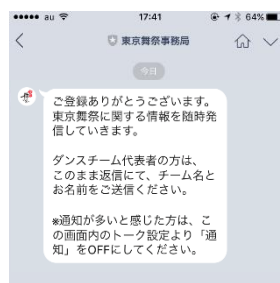 au 17:41 64%
東京舞祭事務局
今日
ご登録ありがとうございます。
東京舞祭に関する情報を随時発
信していきます。
ダンスチーム代表者の方は、
このまま返信にて、チーム名と
お名前をご送信ください。
※通知が多いと感じた方は、こ
の画面内のトーク設定より「通
知」をOFFにしてください。